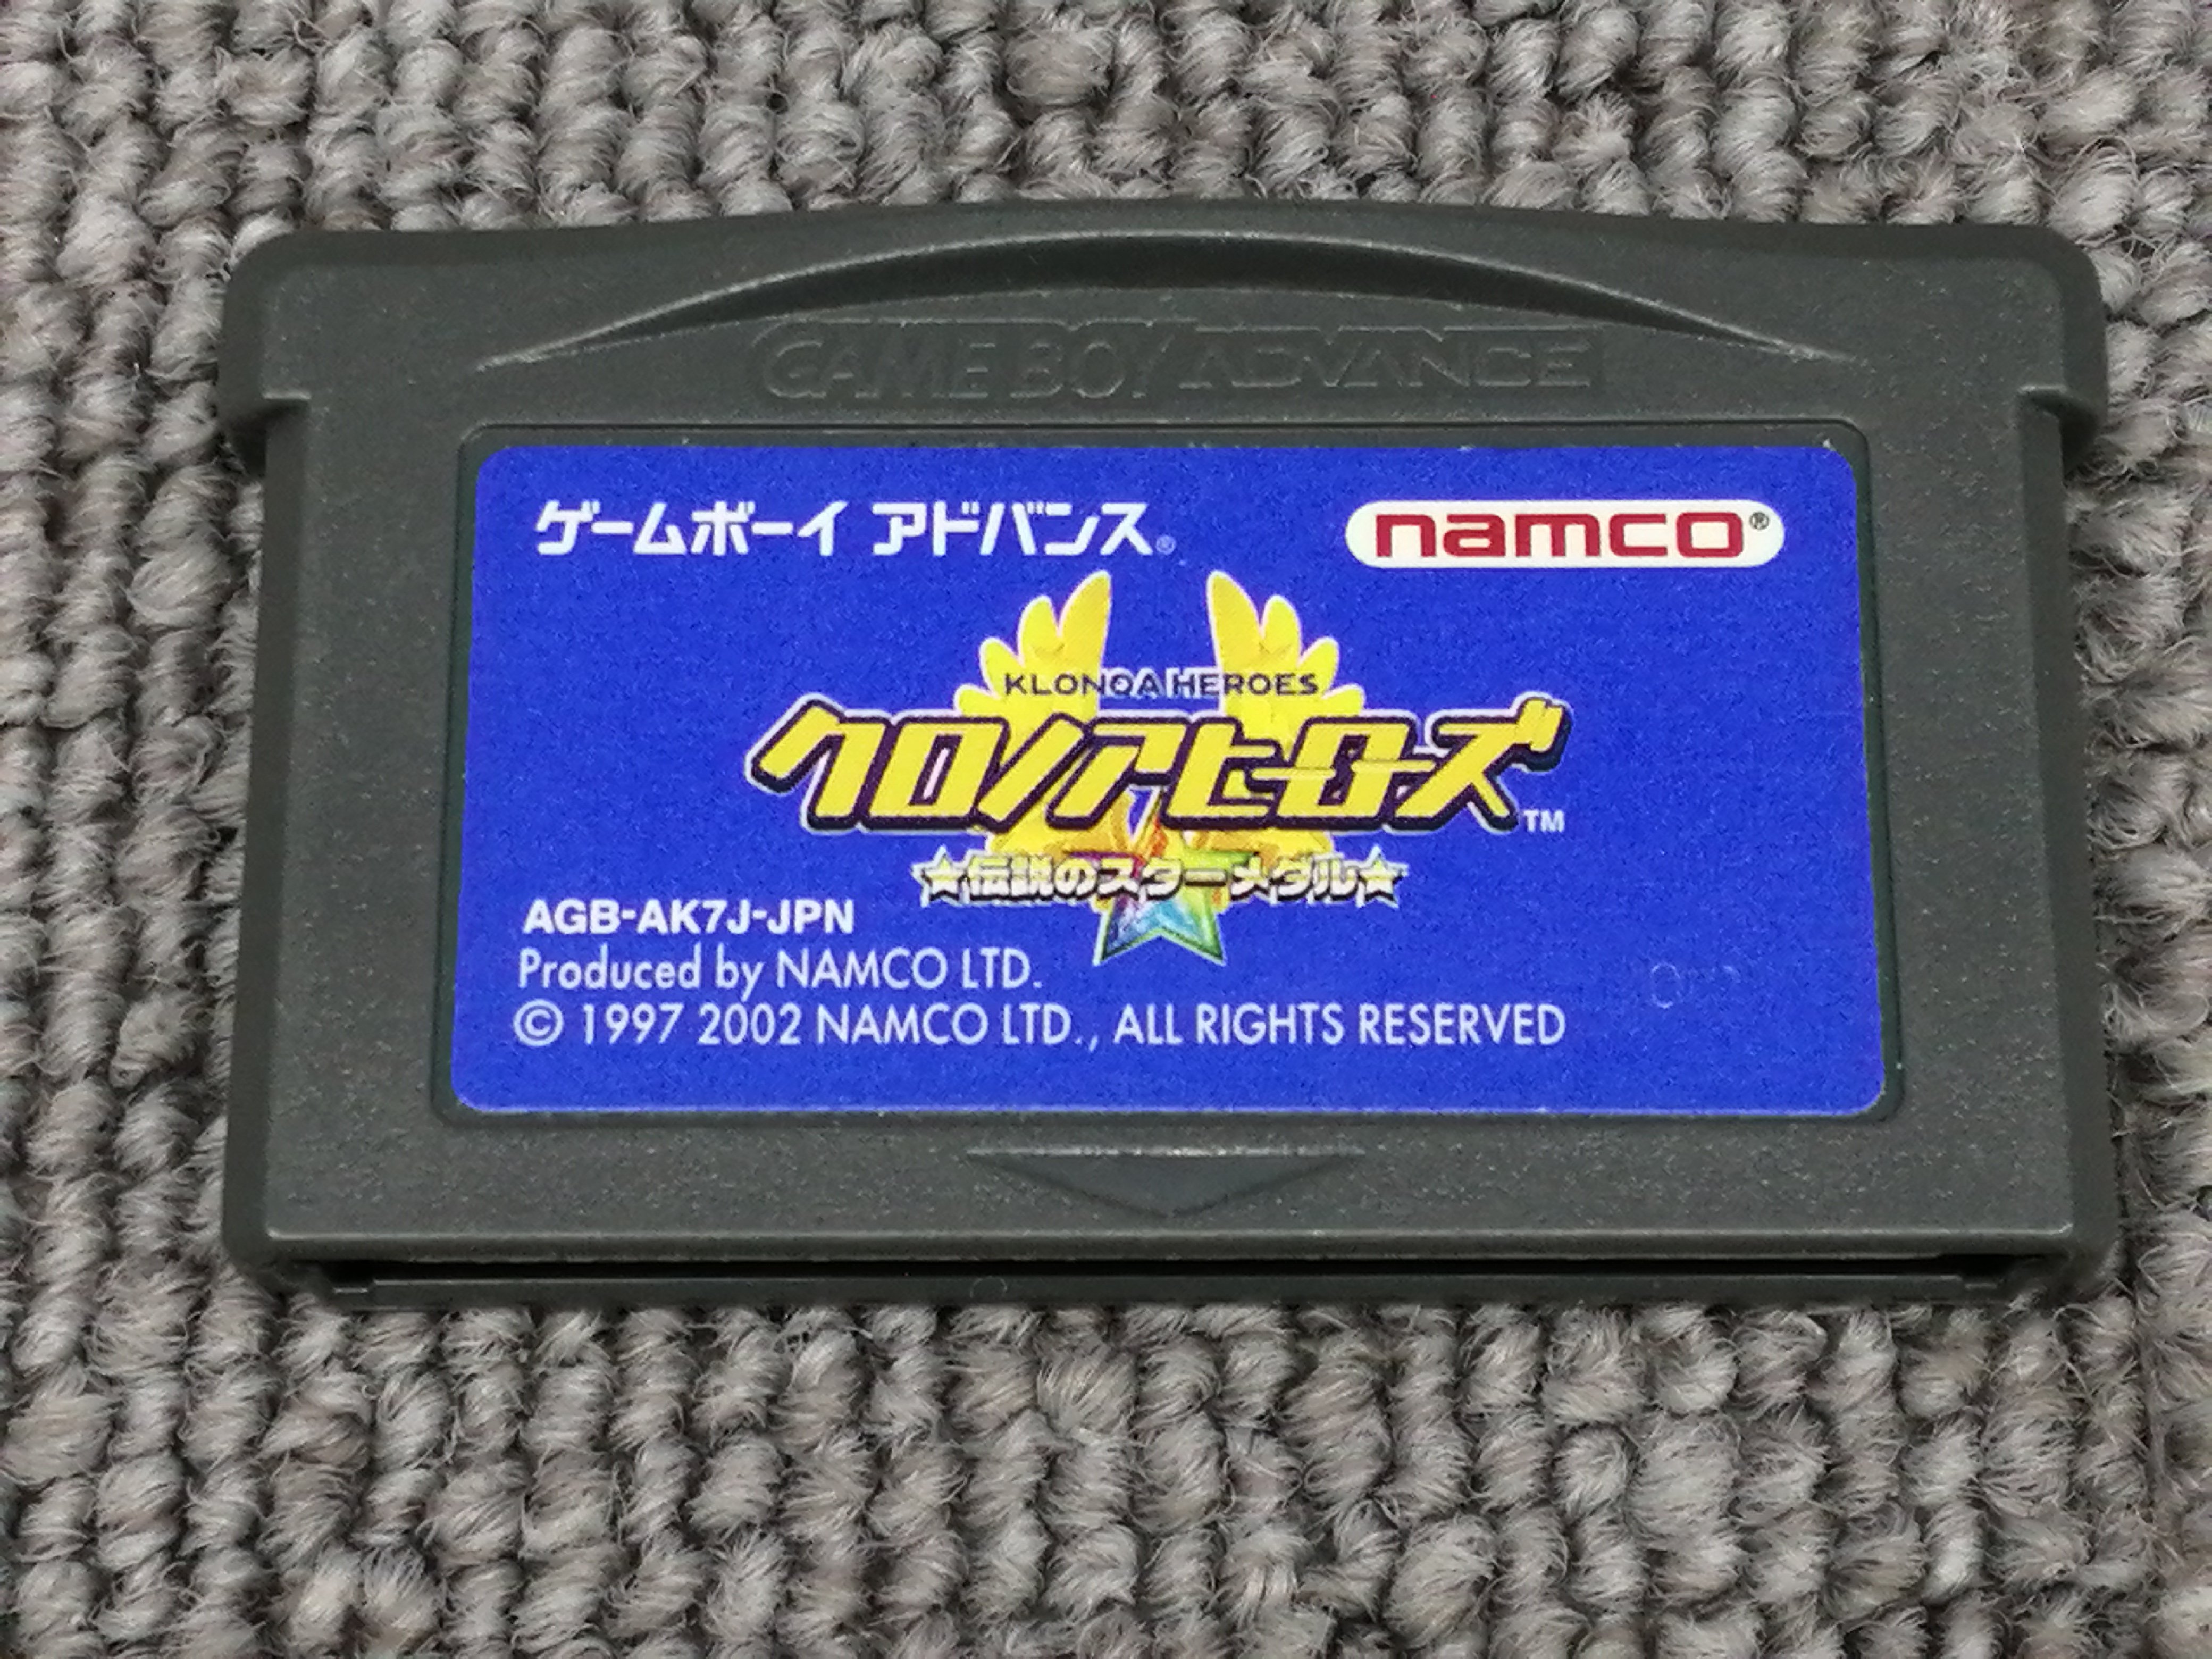 GAME BOY ADVANCE
ゲームボーイ アドバンス®
namco®
KLONOA HEROES
クロノアヒーローズ™
☆伝説のスターメダル☆
AGB-AK7J-JPN
Produced by NAMCO LTD.
© 1997 2002 NAMCO LTD., ALL RIGHTS RESERVED